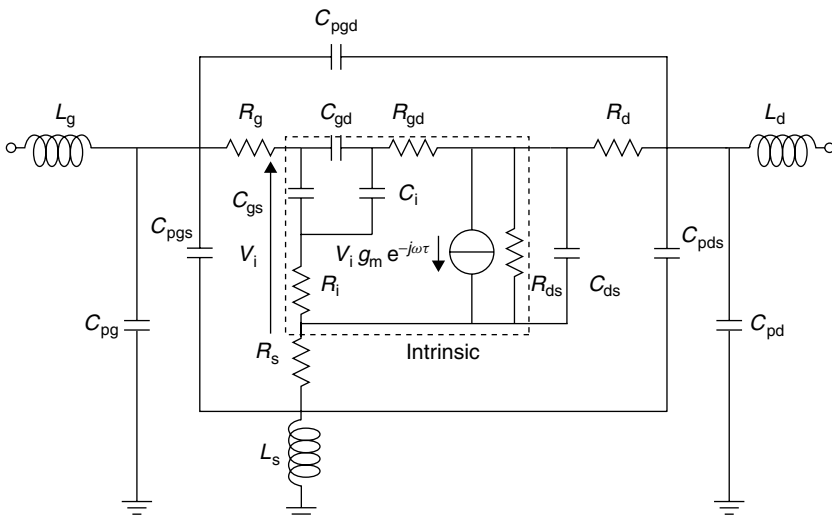 C_pgd
L_g
R_g
C_gd
R_gd
R_d
L_d
C_gs
C_i
C_pgs
V_i
V_i g_m e^{-jωτ}
C_pds
R_i
R_ds
C_ds
C_pg
R_s
Intrinsic
C_pd
L_s